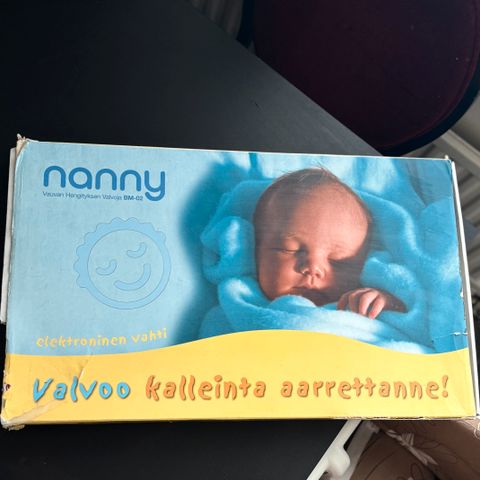 nanny
Vauvan Hengityksen Valvoja BM-02
elektroninen vahti
Valvoo kalleinta aarrettanne!